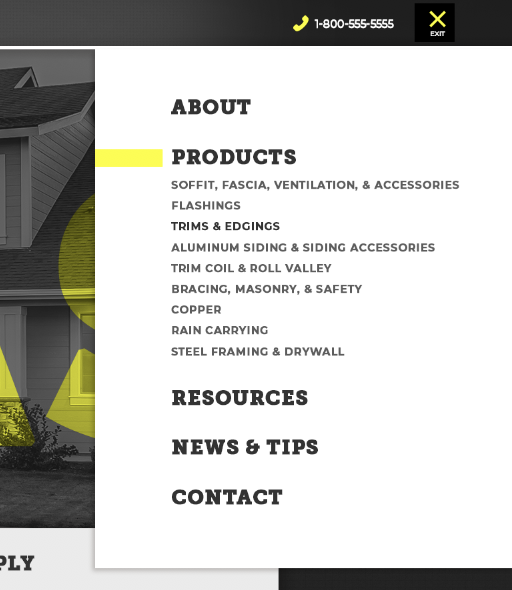 1-800-555-5555
EXIT
ABOUT
PRODUCTS
SOFFIT, FASCIA, VENTILATION, & ACCESSORIES
FLASHINGS
TRIMS & EDGINGS
ALUMINUM SIDING & SIDING ACCESSORIES
TRIM COIL & ROLL VALLEY
BRACING, MASONRY, & SAFETY
COPPER
RAIN CARRYING
STEEL FRAMING & DRYWALL
RESOURCES
NEWS & TIPS
CONTACT
PLY